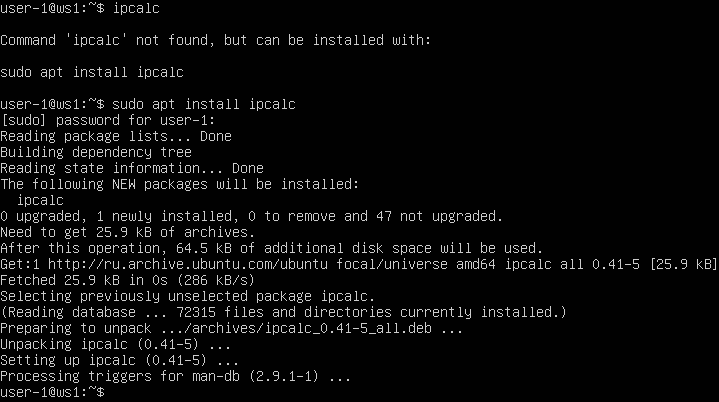 user-1@ws1:~$ ipcalc
Command 'ipcalc' not found, but can be installed with:
sudo apt install ipcalc
user-1@ws1:~$ sudo apt install ipcalc
[sudo] password for user-1:
Reading package lists... Done
Building dependency tree
Reading state information... Done
The following NEW packages will be installed:
  ipcalc
0 upgraded, 1 newly installed, 0 to remove and 47 not upgraded.
Need to get 25.9 kB of archives.
After this operation, 64.5 kB of additional disk space will be used.
Get:1 http://ru.archive.ubuntu.com/ubuntu focal/universe amd64 ipcalc all 0.41-5 [25.9 kB]
Fetched 25.9 kB in 0s (286 kB/s)
Selecting previously unselected package ipcalc.
(Reading database ... 72315 files and directories currently installed.)
Preparing to unpack .../archives/ipcalc_0.41-5_all.deb ...
Unpacking ipcalc (0.41-5) ...
Setting up ipcalc (0.41-5) ...
Processing triggers for man-db (2.9.1-1) ...
user-1@ws1:~$